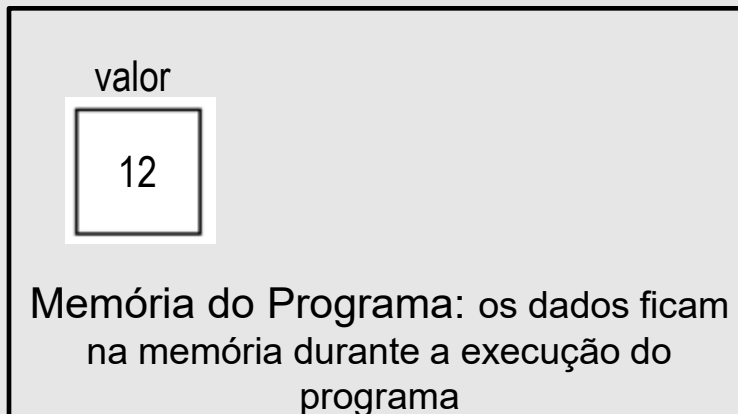 valor
12
Memória do Programa: os dados ficam
na memória durante a execução do
programa